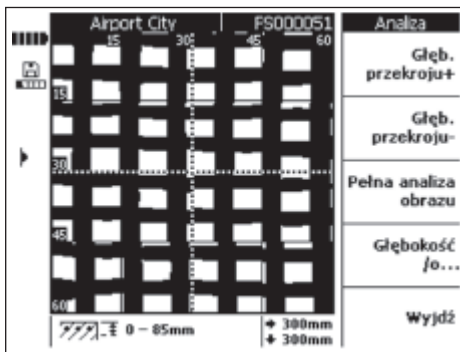 Airport City FS000051 Analiza
15 30 45 60
Głęb.
przekroju+
15
Głęb.
przekroju-
30
Pełna analiza
obrazu
45
Głębokość
/o...
60
0 - 85mm
300mm
300mm
Wyjdź